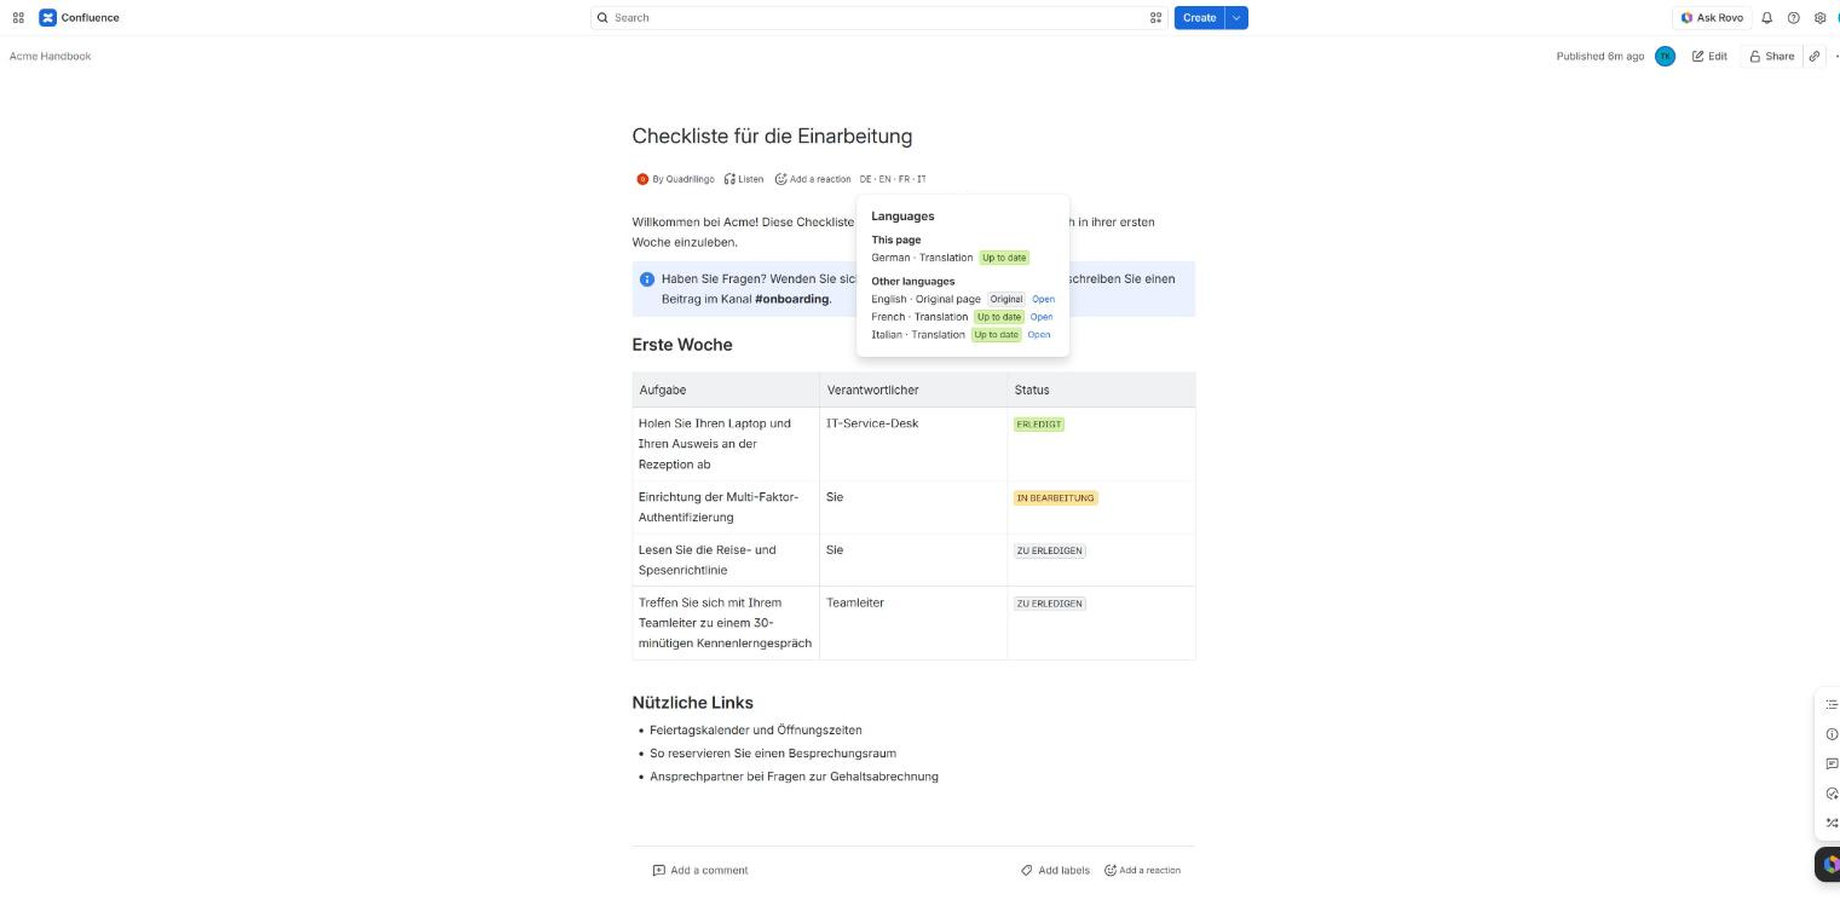 Confluence
Search
Create
Ask Rovo
Acme Handbook
Published 6m ago
TK
Edit
Share
Checkliste für die Einarbeitung
By Quadrilingo
Listen
Add a reaction
DE · EN · FR · IT
Willkommen bei Acme! Diese Checkliste
h in ihrer ersten
Woche einzuleben.
Languages
This page
German · Translation Up to date
Other languages
English · Original page Original Open
French · Translation Up to date Open
Italian · Translation Up to date Open
Haben Sie Fragen? Wenden Sie sic
schreiben Sie einen
Beitrag im Kanal #onboarding.
Erste Woche
Aufgabe
Verantwortlicher
Status
Holen Sie Ihren Laptop und
Ihren Ausweis an der
Rezeption ab
IT-Service-Desk
ERLEDIGT
Einrichtung der Multi-Faktor-
Authentifizierung
Sie
IN BEARBEITUNG
Lesen Sie die Reise- und
Spesenrichtlinie
Sie
ZU ERLEDIGEN
Treffen Sie sich mit Ihrem
Teamleiter zu einem 30-
minütigen Kennenlerngespräch
Teamleiter
ZU ERLEDIGEN
Nützliche Links
• Feiertagskalender und Öffnungszeiten
• So reservieren Sie einen Besprechungsraum
• Ansprechpartner bei Fragen zur Gehaltsabrechnung
Add a comment
Add labels
Add a reaction